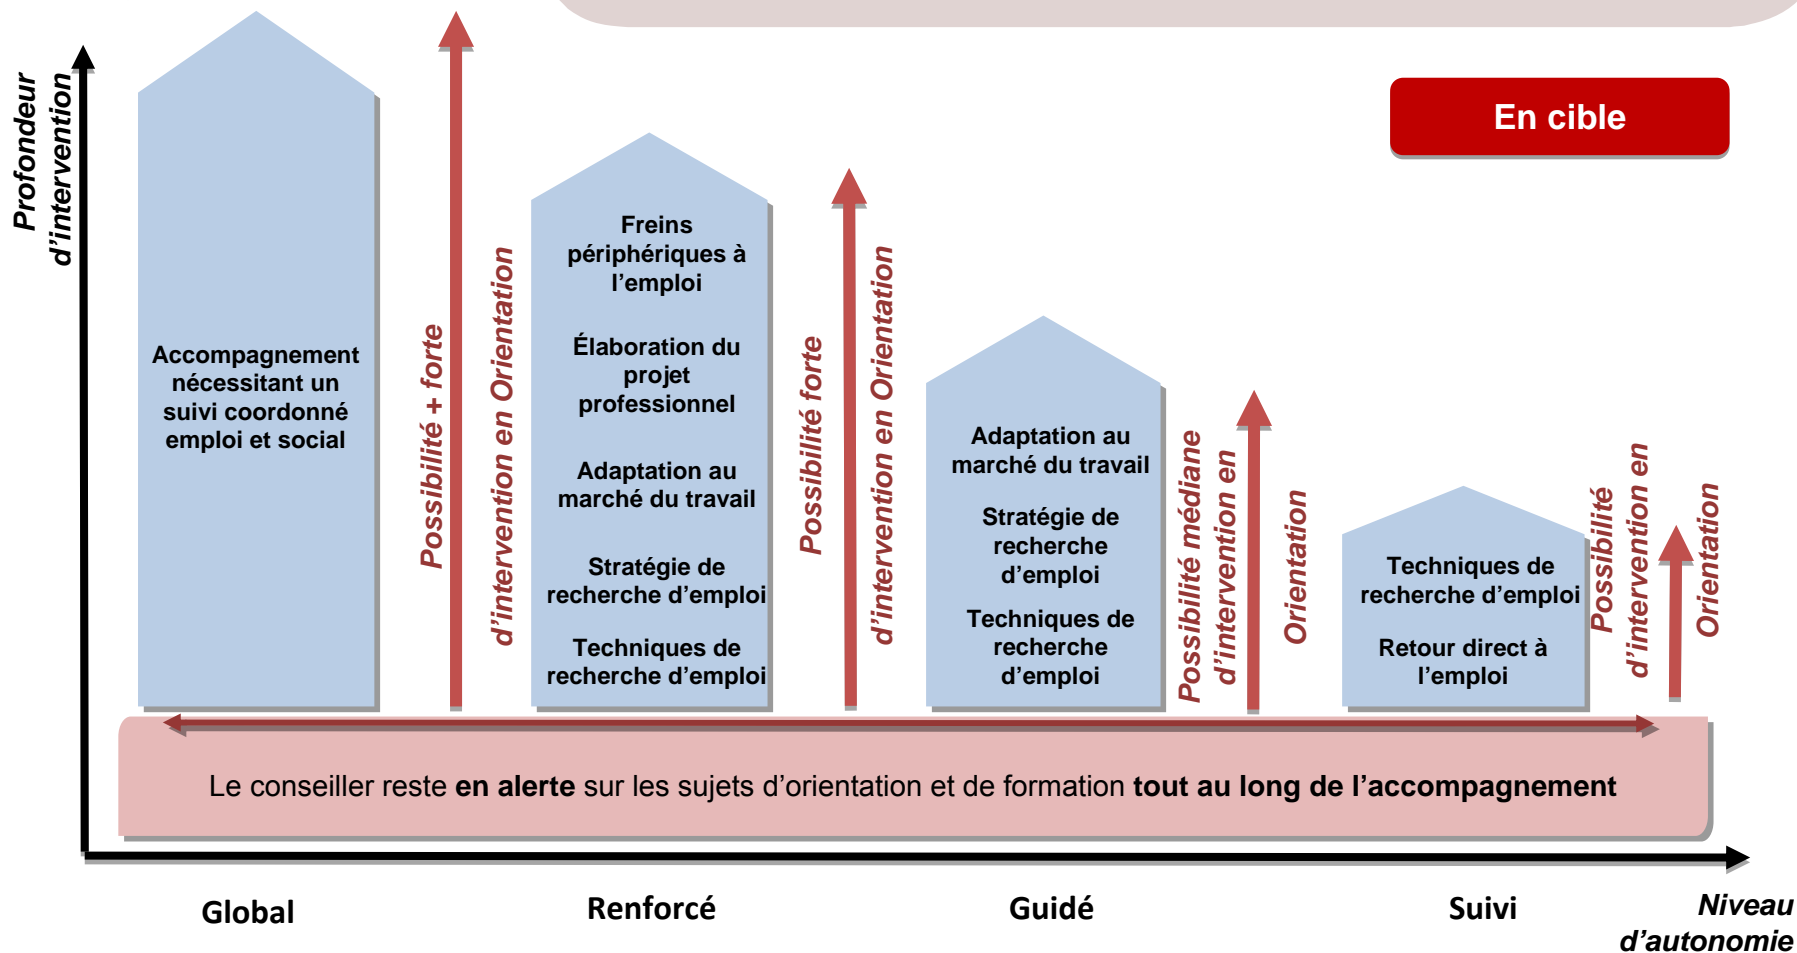 Profondeur
d’intervention
En cible
Accompagnement
nécessitant un
suivi coordonné
emploi et social
Possibilité + forte
d’intervention en Orientation
Freins
périphériques à
l’emploi
Élaboration du
projet
professionnel
Adaptation au
marché du travail
Stratégie de
recherche d’emploi
Techniques de
recherche d’emploi
Possibilité forte
d’intervention en Orientation
Adaptation au
marché du travail
Stratégie de
recherche
d’emploi
Techniques de
recherche
d’emploi
Possibilité médiane
d’intervention en
Orientation
Techniques de
recherche d’emploi
Retour direct à
l’emploi
Possibilité
d’intervention en
Orientation
Le conseiller reste en alerte sur les sujets d’orientation et de formation tout au long de l’accompagnement
Global
Renforcé
Guidé
Suivi
Niveau
d’autonomie